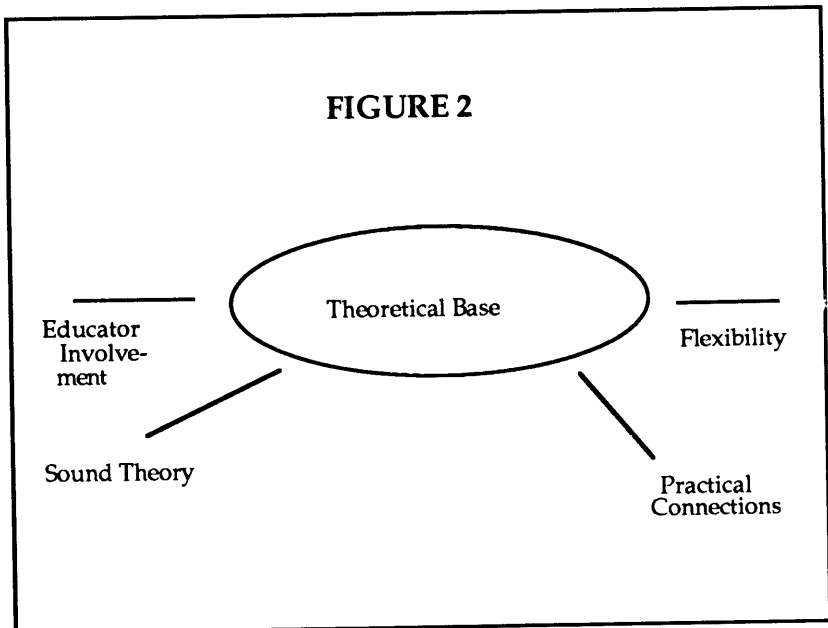 FIGURE 2
Theoretical Base
Educator
Involve-
ment
Flexibility
Sound Theory
Practical
Connections